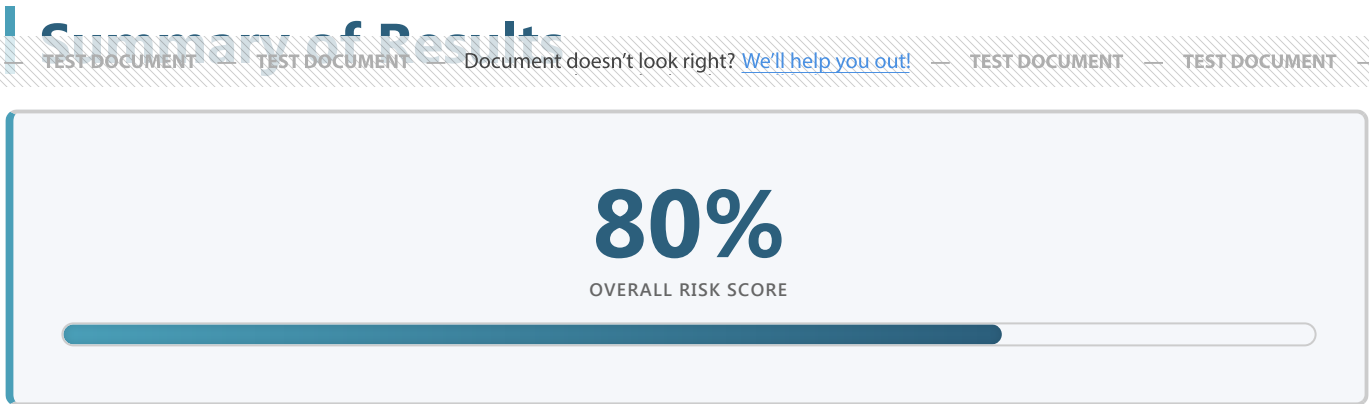 Summary of Results
— TEST DOCUMENT — TEST DOCUMENT — Document doesn’t look right? We’ll help you out! — TEST DOCUMENT — TEST DOCUMENT —
80%
OVERALL RISK SCORE